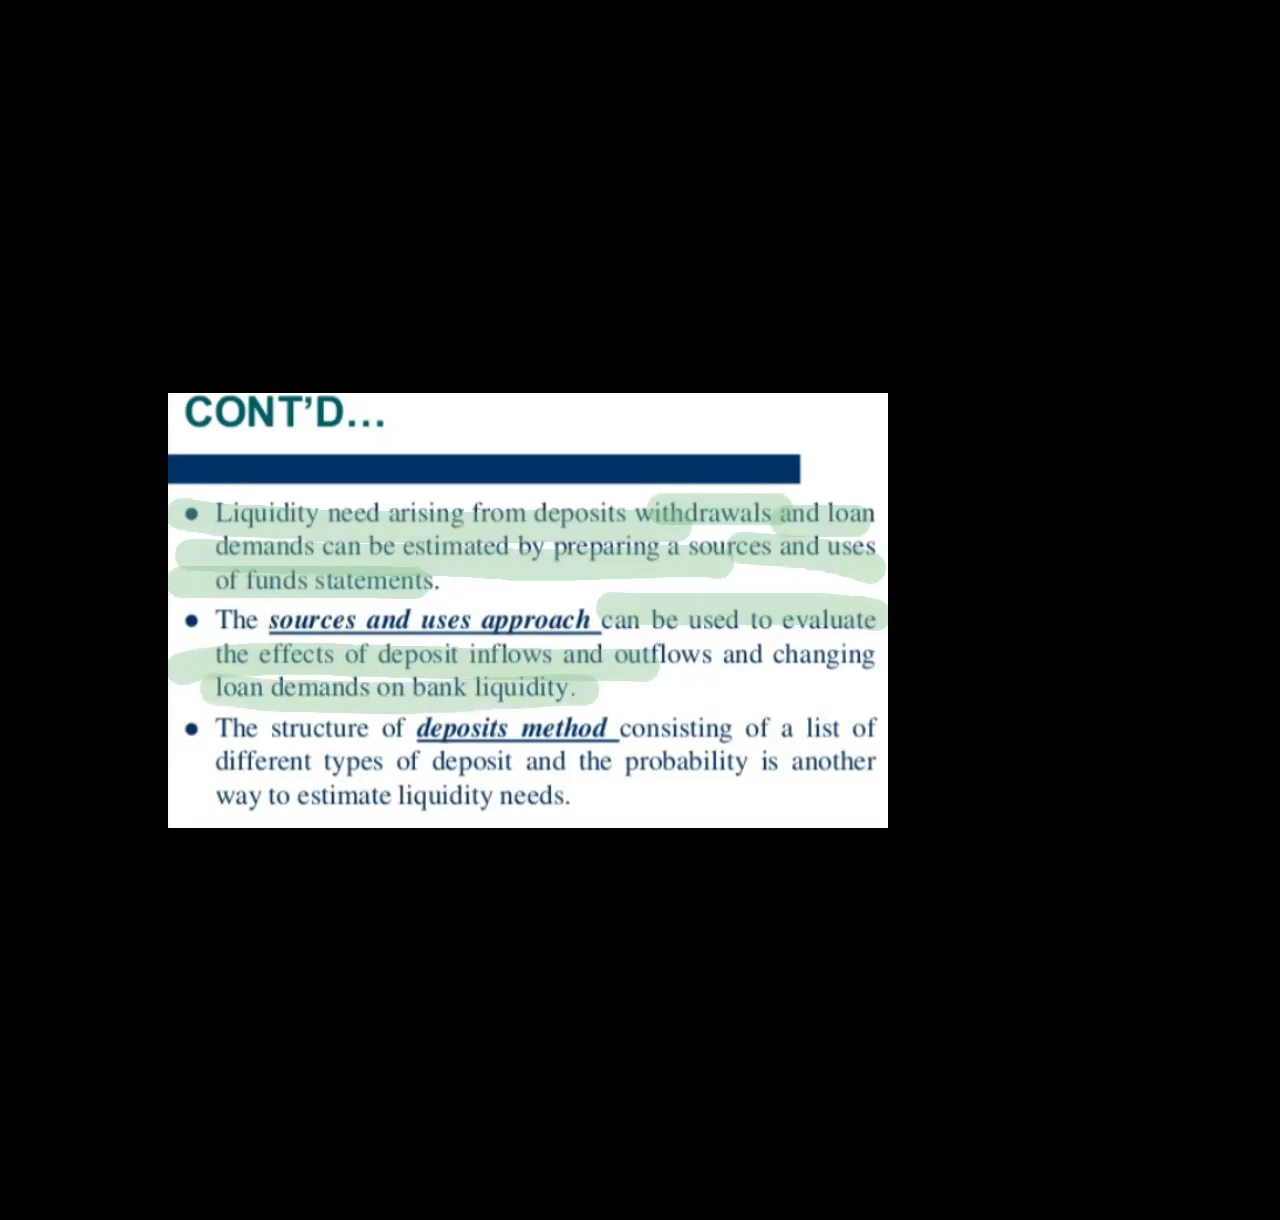 CONT’D…
● Liquidity need arising from deposits withdrawals and loan
demands can be estimated by preparing a sources and uses
of funds statements.
● The sources and uses approach can be used to evaluate
the effects of deposit inflows and outflows and changing
loan demands on bank liquidity.
● The structure of deposits method consisting of a list of
different types of deposit and the probability is another
way to estimate liquidity needs.